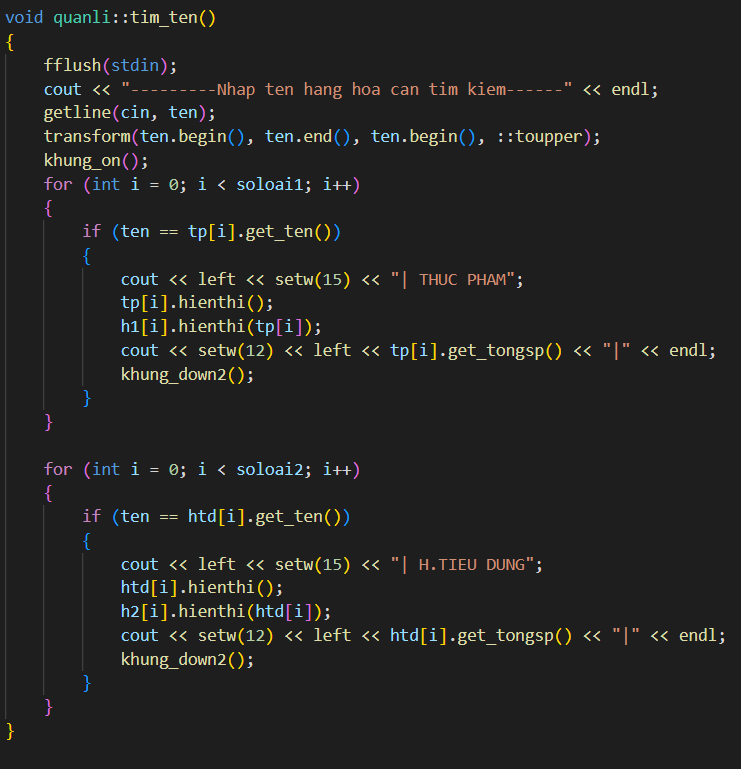 void quanli::tim_ten()
{
    fflush(stdin);
    cout << "---------Nhap ten hang hoa can tim kiem------" << endl;
    getline(cin, ten);
    transform(ten.begin(), ten.end(), ten.begin(), ::toupper);
    khung_on();
    for (int i = 0; i < soloai1; i++)
    {
        if (ten == tp[i].get_ten())
        {
            cout << left << setw(15) << "| THUC PHAM";
            tp[i].hienthi();
            h1[i].hienthi(tp[i]);
            cout << setw(12) << left << tp[i].get_tongsp() << "|" << endl;
            khung_down2();
        }
    }

    for (int i = 0; i < soloai2; i++)
    {
        if (ten == htd[i].get_ten())
        {
            cout << left << setw(15) << "| H.TIEU DUNG";
            htd[i].hienthi();
            h2[i].hienthi(htd[i]);
            cout << setw(12) << left << htd[i].get_tongsp() << "|" << endl;
            khung_down2();
        }
    }
}